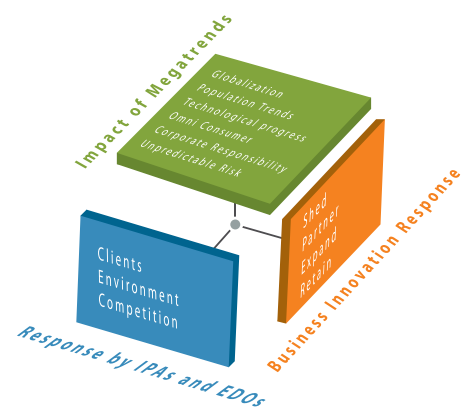 Impact of Megatrends
Globalization
Population Trends
Technological progress
Omni Consumer
Corporate Responsibility
Unpredictable Risk
Shed
Partner
Expand
Retain
Business Innovation Response
Clients
Environment
Competition
Response by IPAs and EDOs